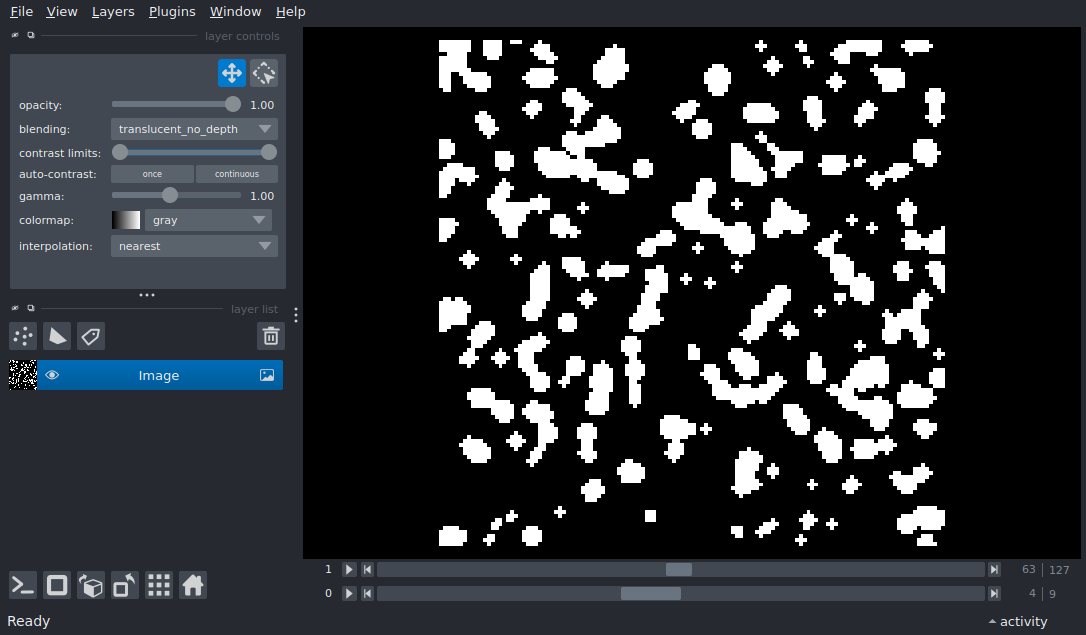 File View Layers Plugins Window Help
layer controls
opacity: 1.00
blending: translucent_no_depth
contrast limits:
auto-contrast: once continuous
gamma: 1.00
colormap: gray
interpolation: nearest
layer list
Image
1 63 127
0 4 9
Ready activity